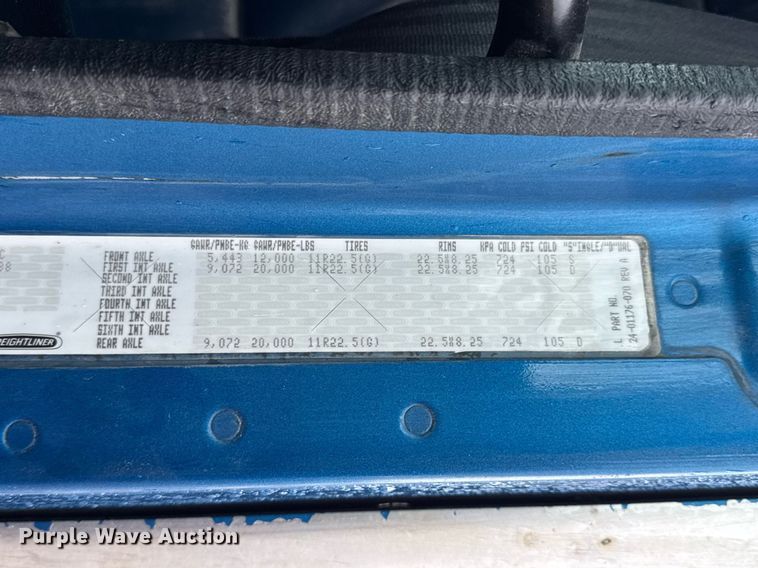 GAWR/PNBE-KG GAWR/PNBE-LBS TIRES RIMS KPA COLD PSI COLD "S"INGLE/"D"UAL
FRONT AXLE 5,443 12,000 11R22.5(G) 22.5X8.25 724 105 S
FIRST INT AXLE 9,072 20,000 11R22.5(G) 22.5X8.25 724 105 D
SECOND INT AXLE
THIRD INT AXLE
FOURTH INT AXLE
FIFTH INT AXLE
SIXTH INT AXLE
REAR AXLE 9,072 20,000 11R22.5(G) 22.5X8.25 724 105 D
L PART NO.
24-01176-070 REV A
FREIGHTLINER
Purple Wave Auction